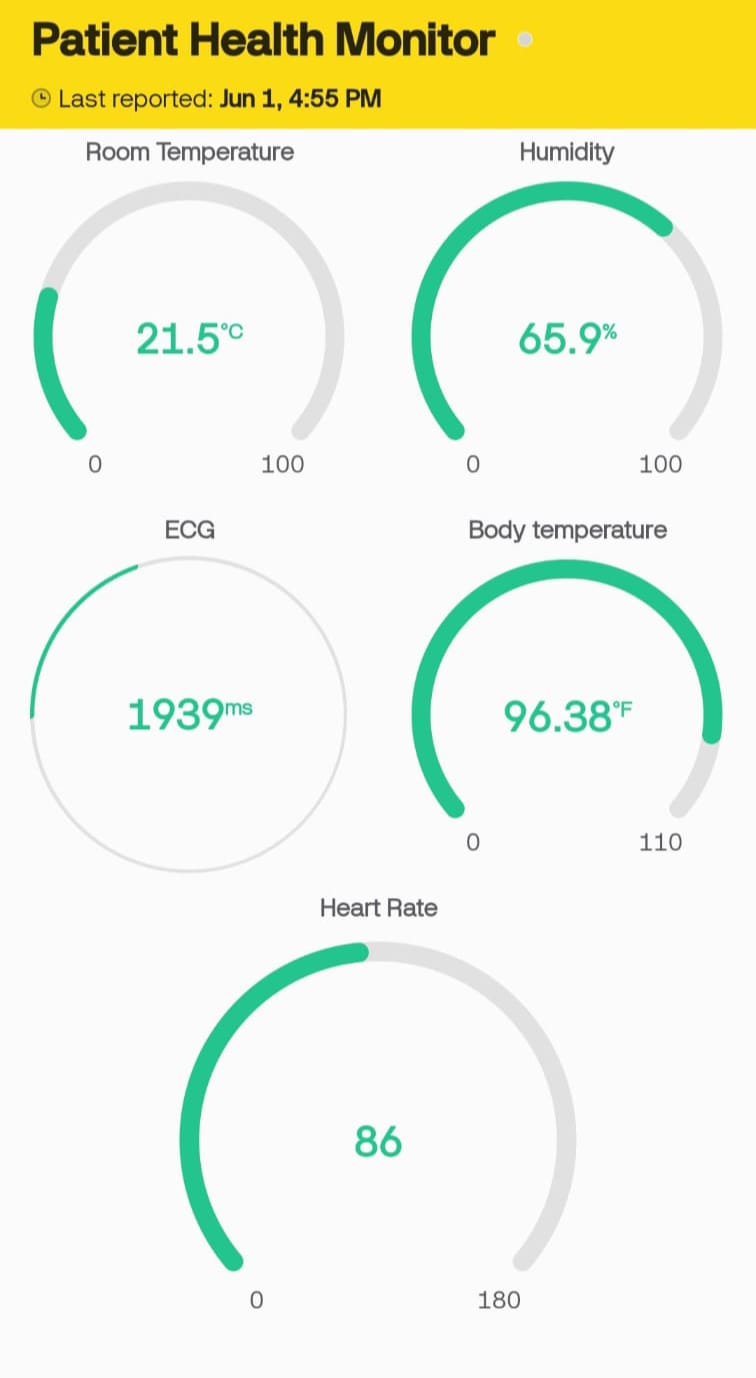 Patient Health Monitor
Last reported: Jun 1, 4:55 PM
Room Temperature
21.5°C
0 100
Humidity
65.9%
0 100
ECG
1939ms
Body temperature
96.38°F
0 110
Heart Rate
86
0 180